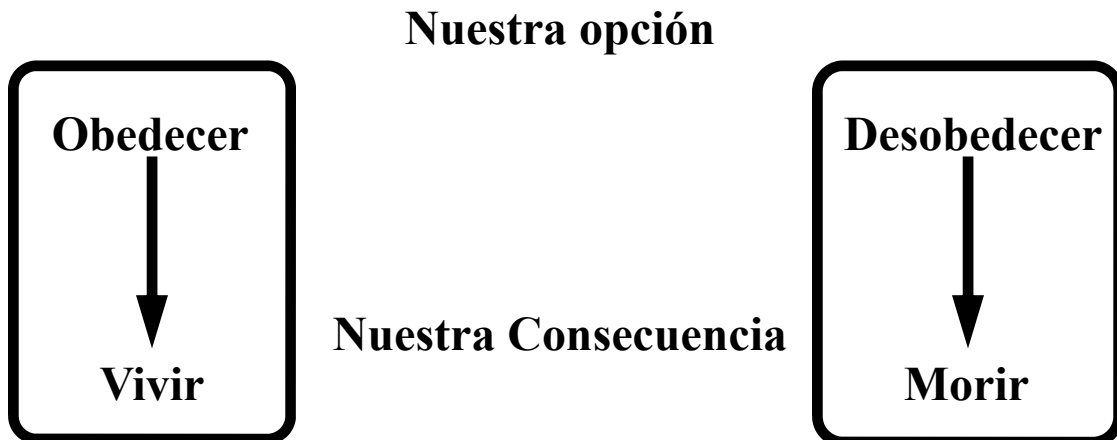 Nuestra opción
Obedecer
Desobedecer
Nuestra Consecuencia
Vivir
Morir